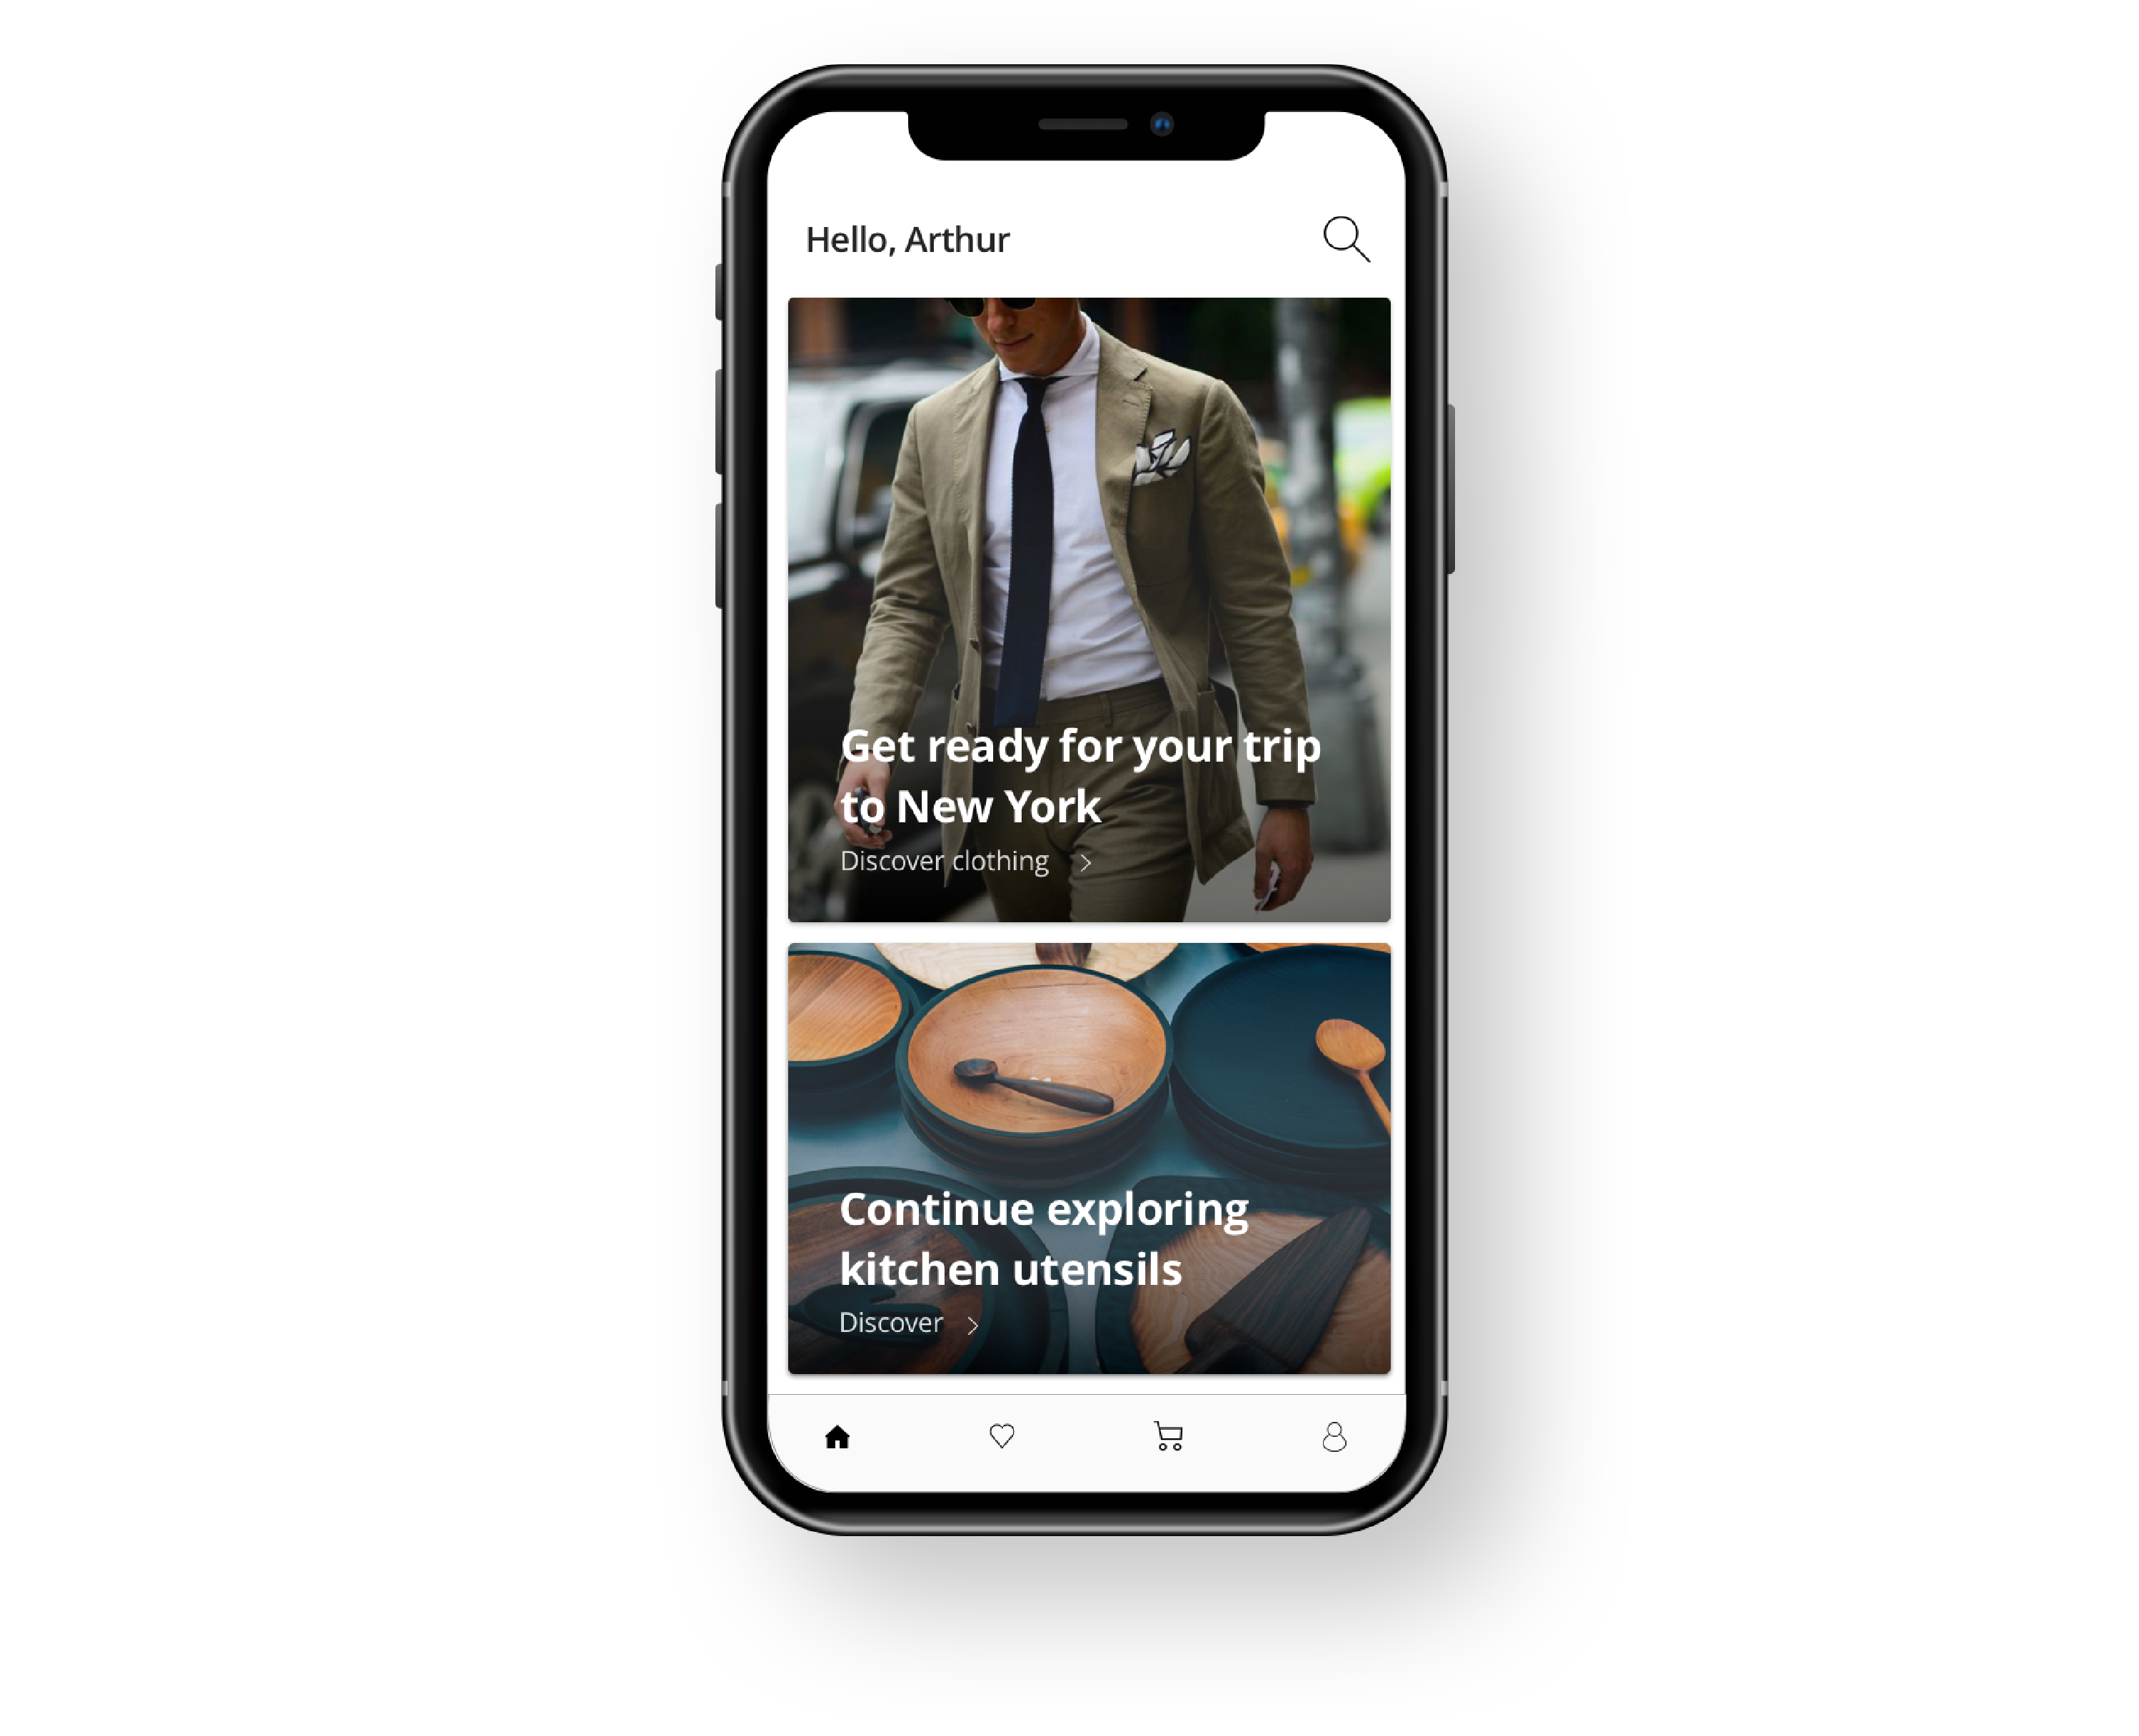 Hello, Arthur
Get ready for your trip
to New York
Discover clothing
Continue exploring
kitchen utensils
Discover